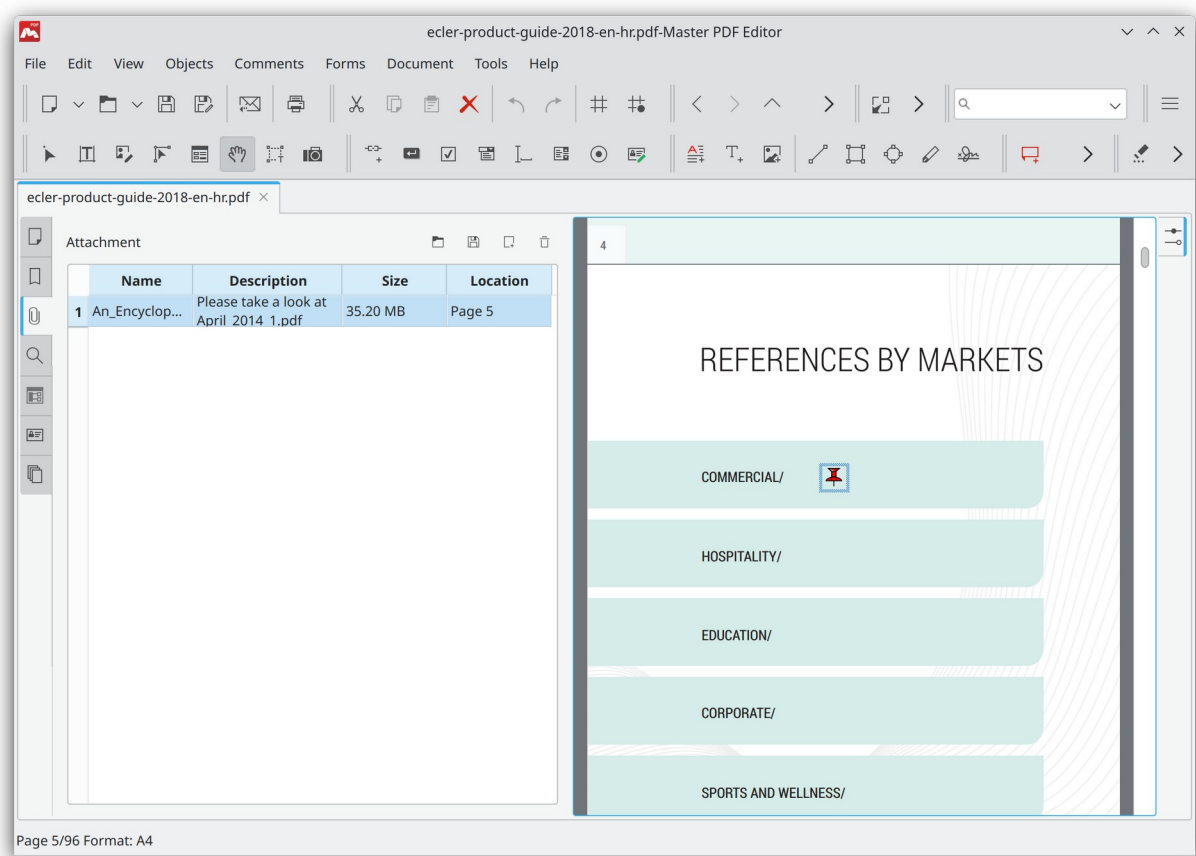 ecler-product-guide-2018-en-hr.pdf-Master PDF Editor
File Edit View Objects Comments Forms Document Tools Help
ecler-product-guide-2018-en-hr.pdf
Attachment
Name Description Size Location
1 An_Encyclop... Please take a look at 35.20 MB Page 5
April_2014_1.pdf
4
REFERENCES BY MARKETS
COMMERCIAL/
HOSPITALITY/
EDUCATION/
CORPORATE/
SPORTS AND WELLNESS/
Page 5/96 Format: A4